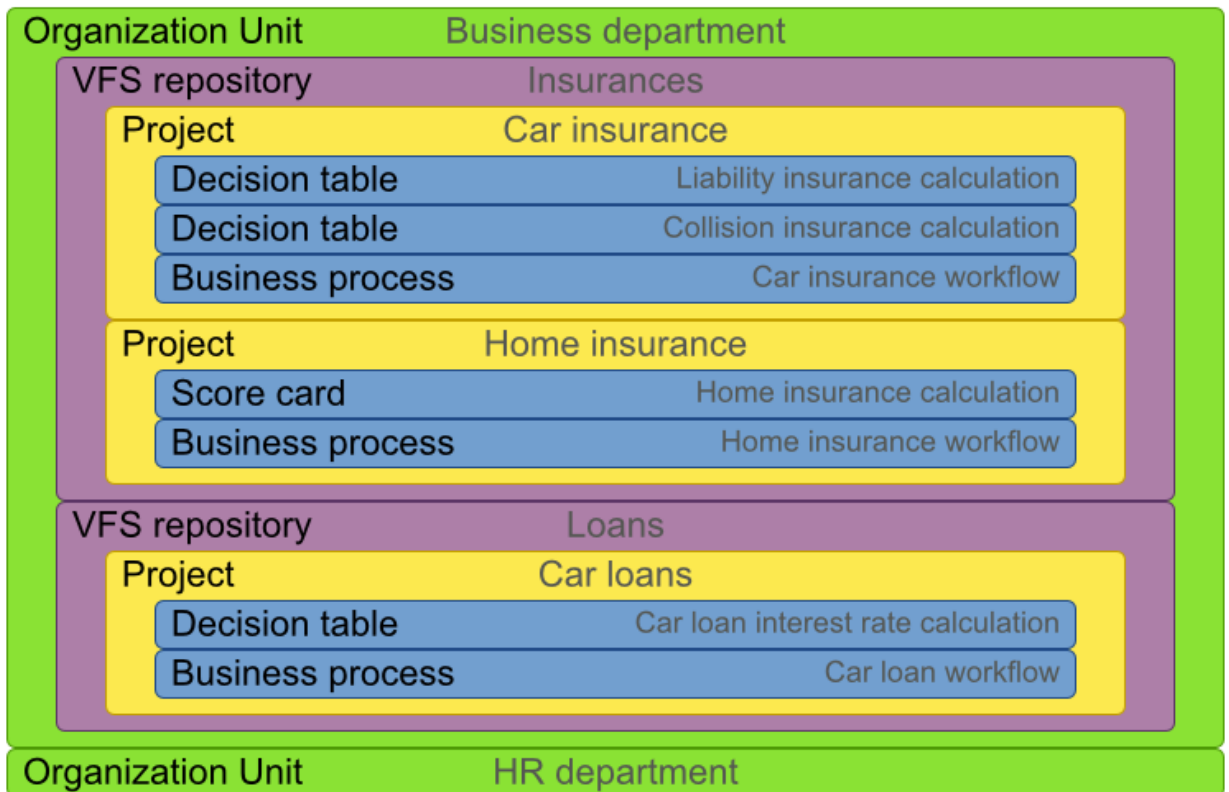 Organization Unit Business department
VFS repository Insurances
Project Car insurance
Decision table Liability insurance calculation
Decision table Collision insurance calculation
Business process Car insurance workflow
Project Home insurance
Score card Home insurance calculation
Business process Home insurance workflow
VFS repository Loans
Project Car loans
Decision table Car loan interest rate calculation
Business process Car loan workflow
Organization Unit HR department